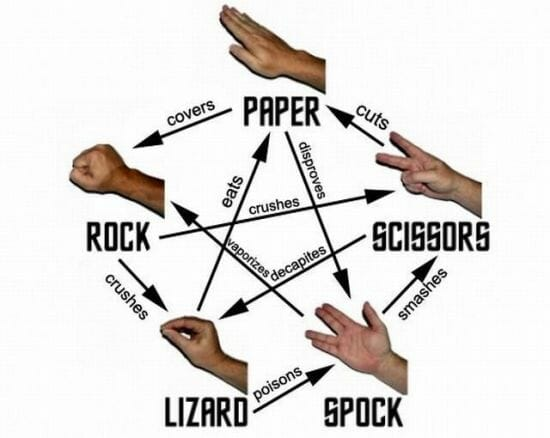 covers
PAPER
cuts
disproves
eats
crushes
ROCK
SCISSORS
vaporizes
decapites
crushes
smashes
poisons
LIZARD
SPOCK